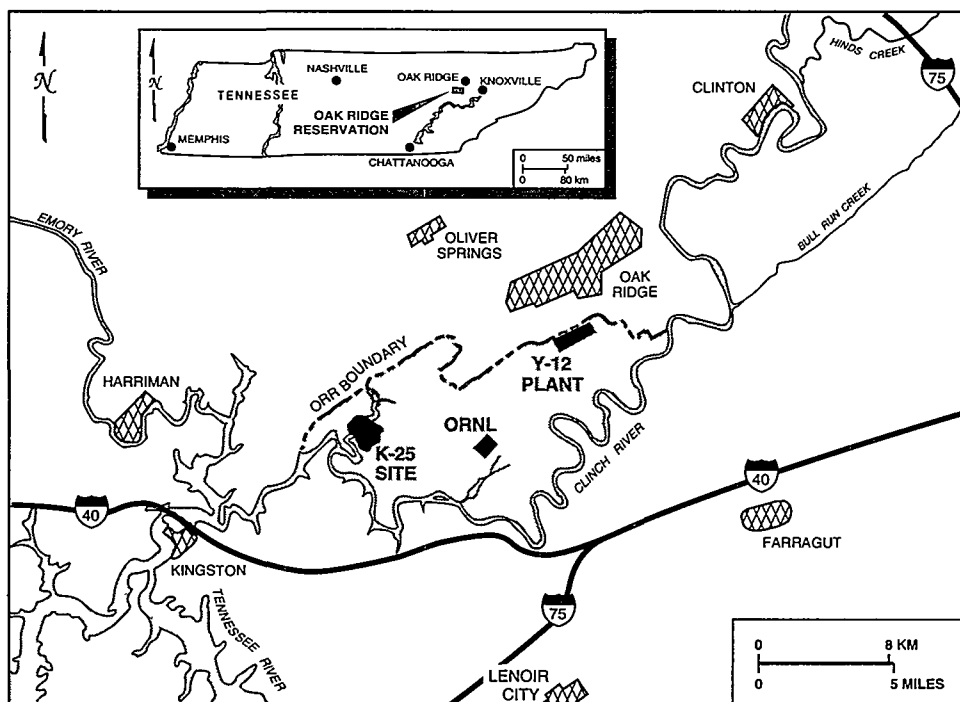 N
N
NASHVILLE
TENNESSEE
OAK RIDGE
KNOXVILLE
OAK RIDGE
RESERVATION
MEMPHIS
CHATTANOOGA
0 50 miles
0 80 km
HINDS CREEK
75
CLINTON
BULL RUN CREEK
EMORY RIVER
OLIVER
SPRINGS
OAK
RIDGE
ORR BOUNDARY
Y-12
PLANT
HARRIMAN
ORNL
K-25
SITE
CLINCH RIVER
40
40
FARRAGUT
KINGSTON
TENNESSEE RIVER
75
LENOIR
CITY
0 8 KM
0 5 MILES